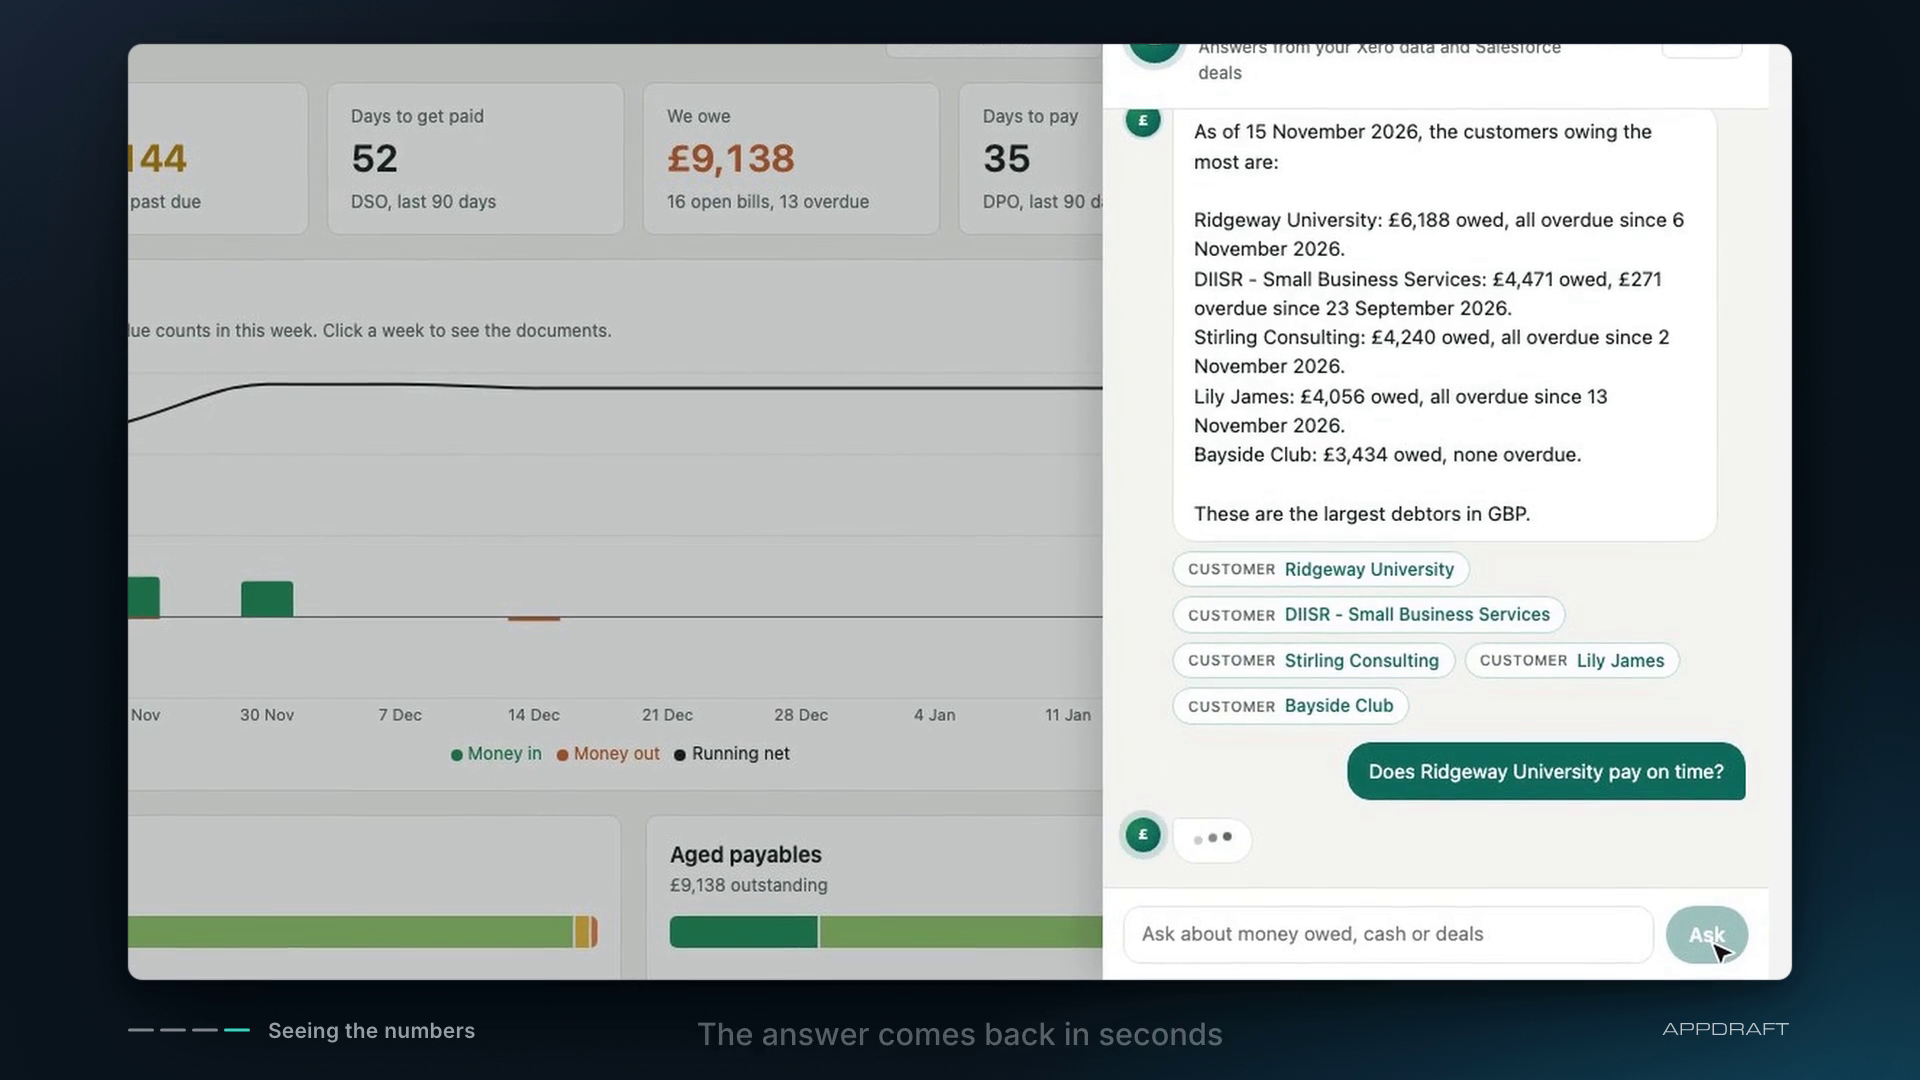 144
past due
Days to get paid
52
DSO, last 90 days
We owe
£9,138
16 open bills, 13 overdue
Days to pay
35
DPO, last 90 d
ue counts in this week. Click a week to see the documents.
Nov
30 Nov
7 Dec
14 Dec
21 Dec
28 Dec
4 Jan
11 Jan
Money in
Money out
Running net
Aged payables
£9,138 outstanding
Answers from your Xero data and Salesforce
deals
£
As of 15 November 2026, the customers owing the
most are:
Ridgeway University: £6,188 owed, all overdue since 6
November 2026.
DIISR - Small Business Services: £4,471 owed, £271
overdue since 23 September 2026.
Stirling Consulting: £4,240 owed, all overdue since 2
November 2026.
Lily James: £4,056 owed, all overdue since 13
November 2026.
Bayside Club: £3,434 owed, none overdue.
These are the largest debtors in GBP.
CUSTOMER Ridgeway University
CUSTOMER DIISR - Small Business Services
CUSTOMER Stirling Consulting
CUSTOMER Lily James
CUSTOMER Bayside Club
Does Ridgeway University pay on time?
£
Ask about money owed, cash or deals
Ask
Seeing the numbers
The answer comes back in seconds
APPDRAFT